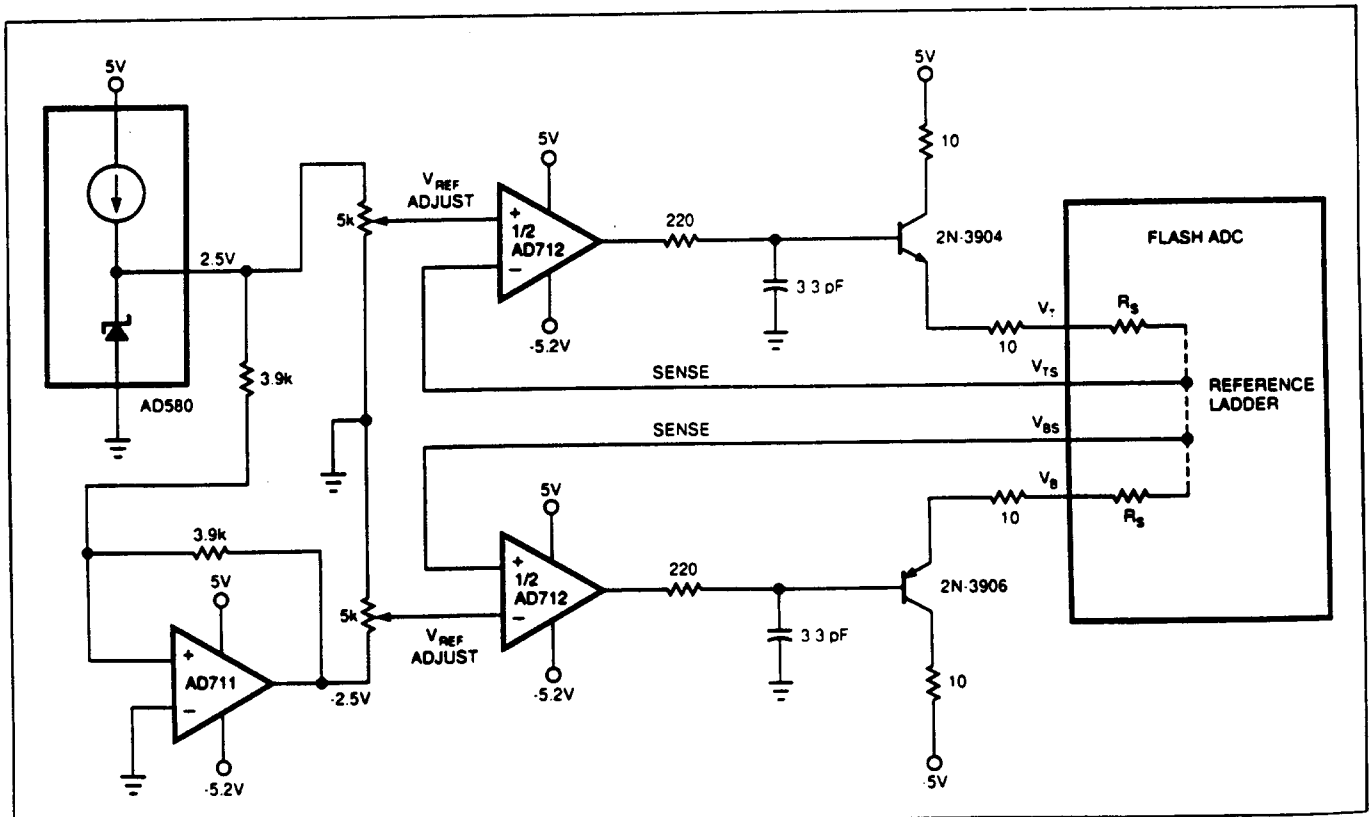 5V
2.5V
AD580
3.9k
3.9k
5V
+
AD711
−
-2.5V
-5.2V
5k
VREF
ADJUST
5V
+
1/2
AD712
−
-5.2V
220
3 3 pF
5V
10
2N-3904
10
SENSE
SENSE
5k
VREF
ADJUST
5V
+
1/2
AD712
−
-5.2V
220
3 3 pF
2N-3906
10
10
5V
FLASH ADC
VT
RS
VTS
REFERENCE
LADDER
VBS
VB
RS